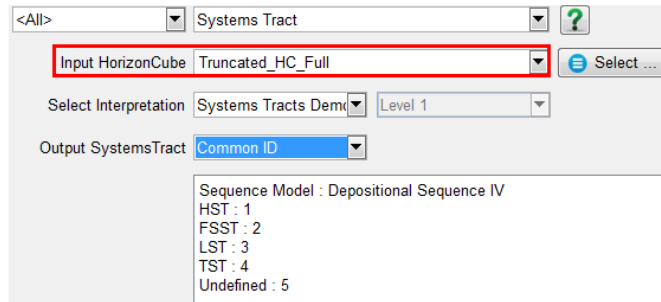 <All> Systems Tract ?
Input HorizonCube Truncated_HC_Full Select ...
Select Interpretation Systems Tracts Demo Level 1
Output SystemsTract Common ID
Sequence Model : Depositional Sequence IV
HST : 1
FSST : 2
LST : 3
TST : 4
Undefined : 5